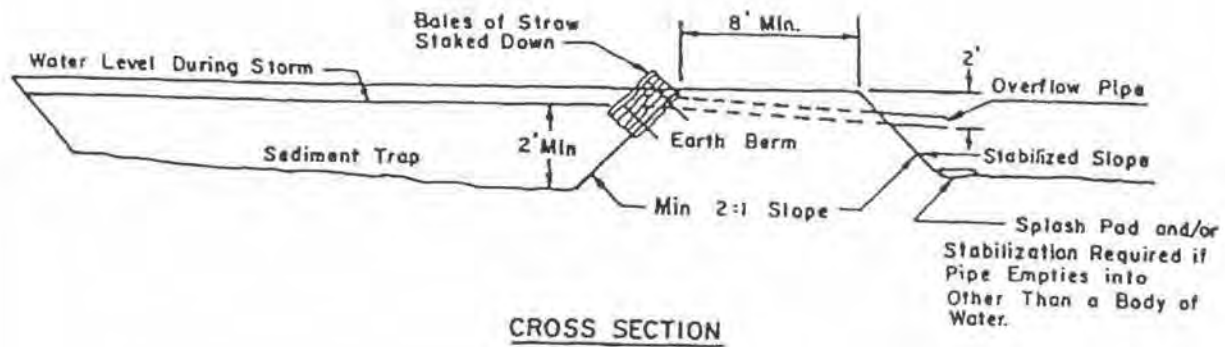 Bales of Straw
Staked Down
8' Min.
2'
Water Level During Storm
Overflow Pipe
2' Min
Earth Berm
Sediment Trap
Stabilized Slope
Min 2:1 Slope
Splash Pad and/or
Stabilization Required if
Pipe Empties into
Other Than a Body of
Water.
CROSS SECTION